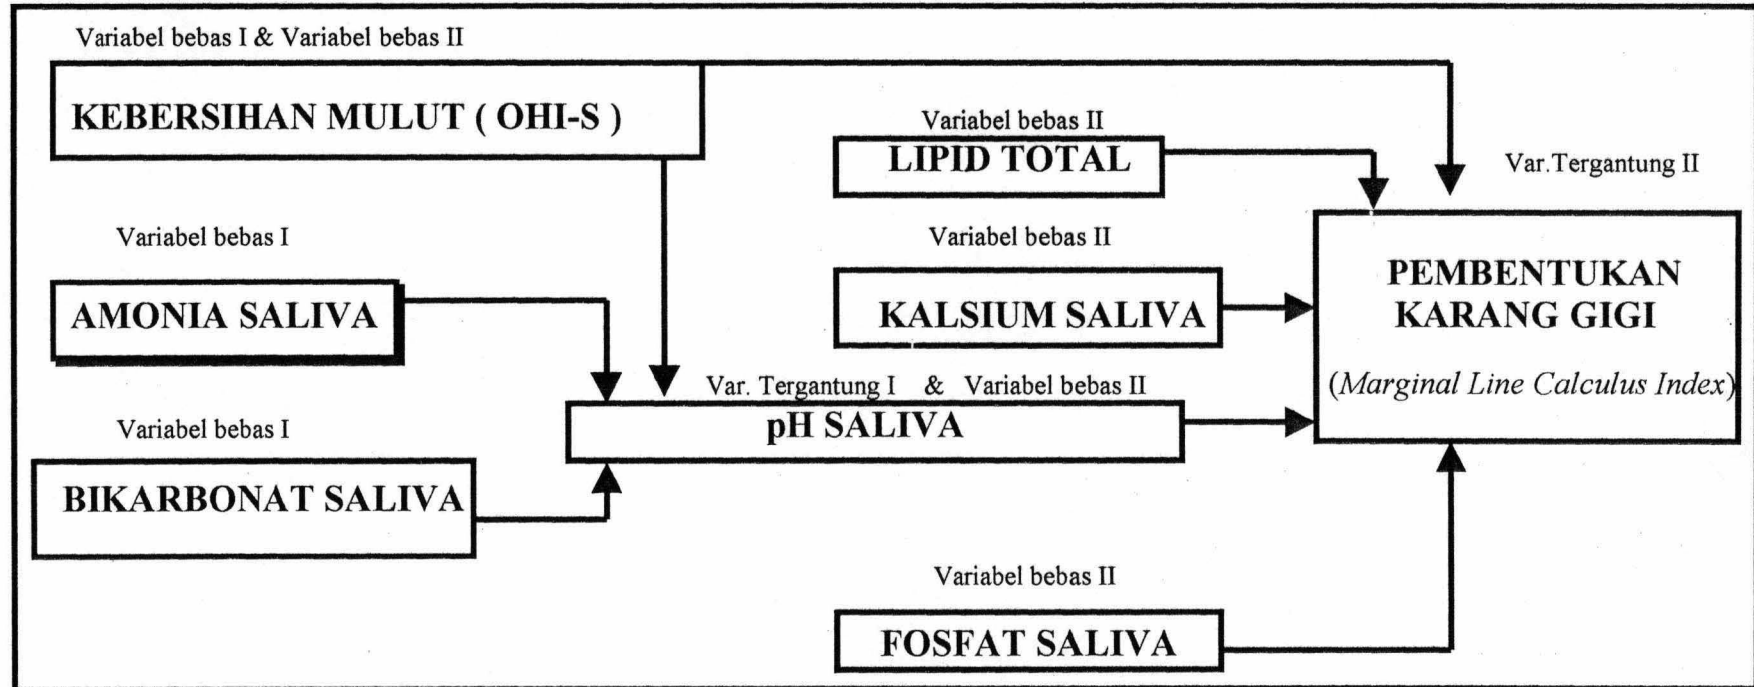 Variabel bebas I & Variabel bebas II
KEBERSIHAN MULUT ( OHI-S )
Variabel bebas II
LIPID TOTAL
Var.Tergantung II
Variabel bebas I
AMONIA SALIVA
Variabel bebas II
KALSIUM SALIVA
PEMBENTUKAN
KARANG GIGI
(Marginal Line Calculus Index)
Var. Tergantung I & Variabel bebas II
pH SALIVA
Variabel bebas I
BIKARBONAT SALIVA
Variabel bebas II
FOSFAT SALIVA